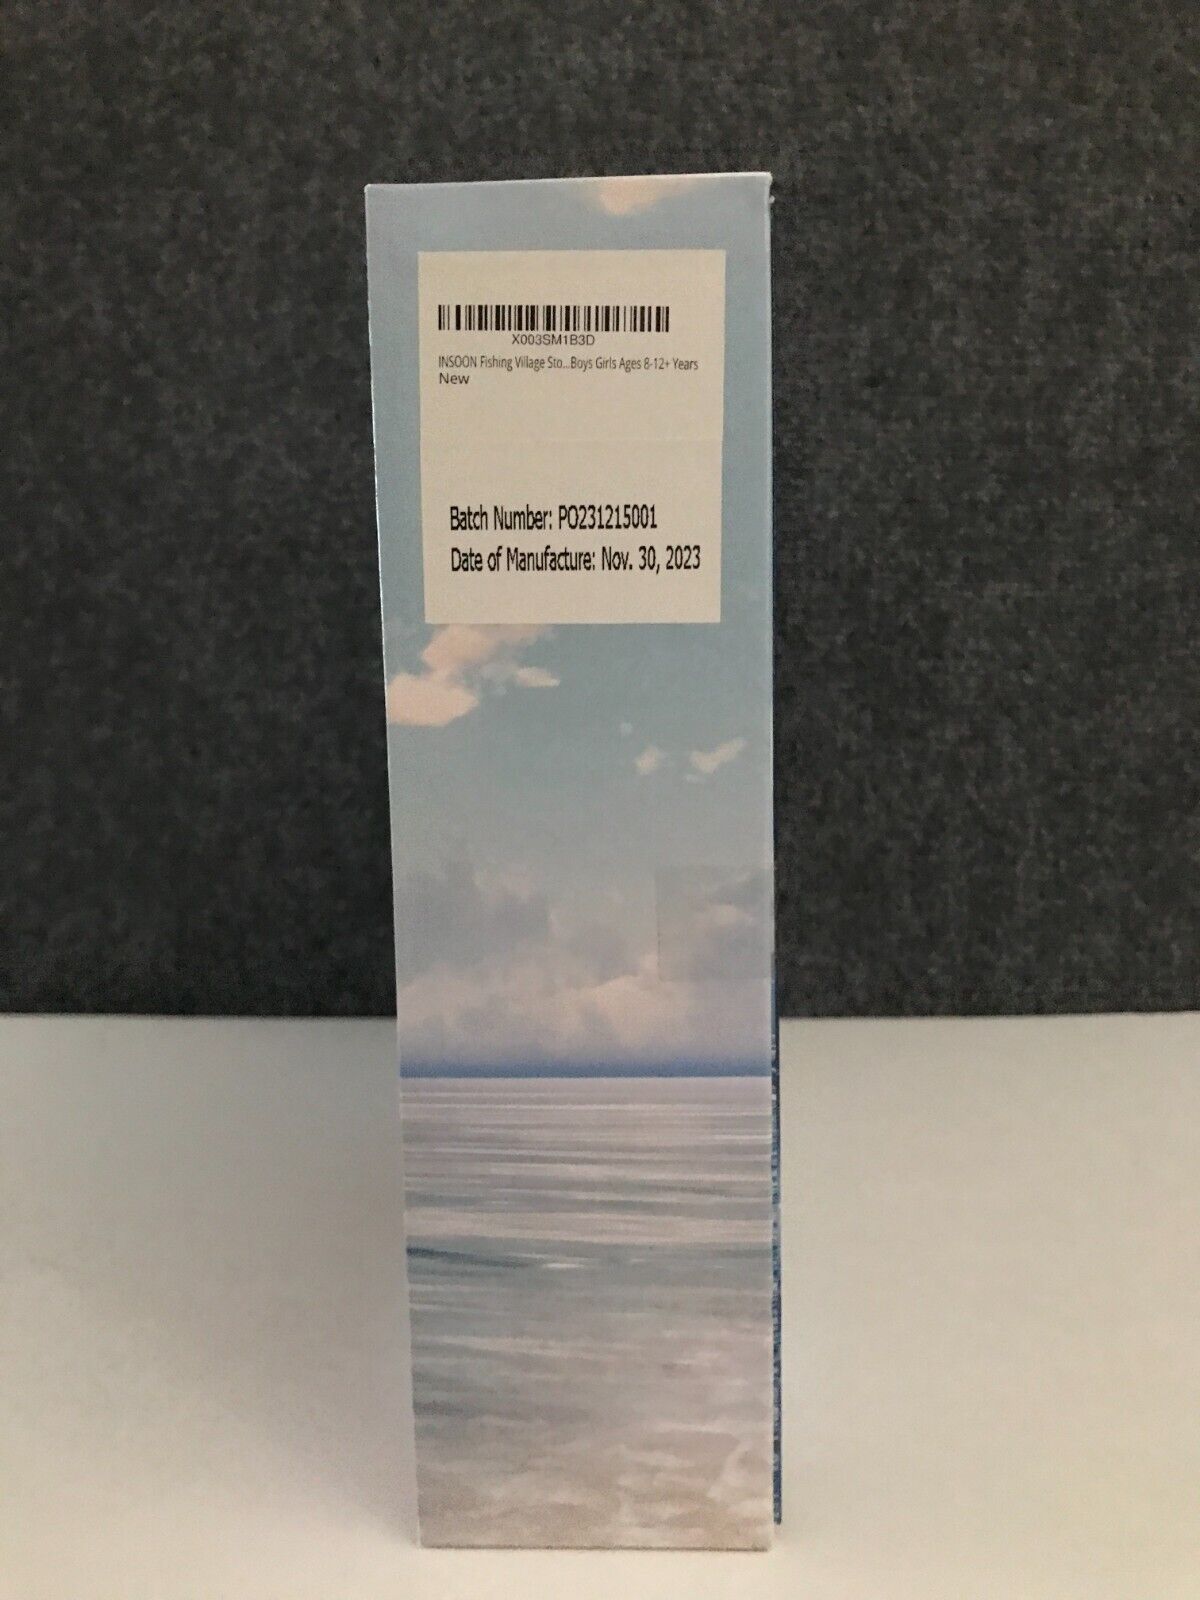 X003SM1B3D
INSOON Fishing Village Sto...Boys Girls Ages 8-12+ Years
New
Batch Number: PO231215001
Date of Manufacture: Nov. 30, 2023